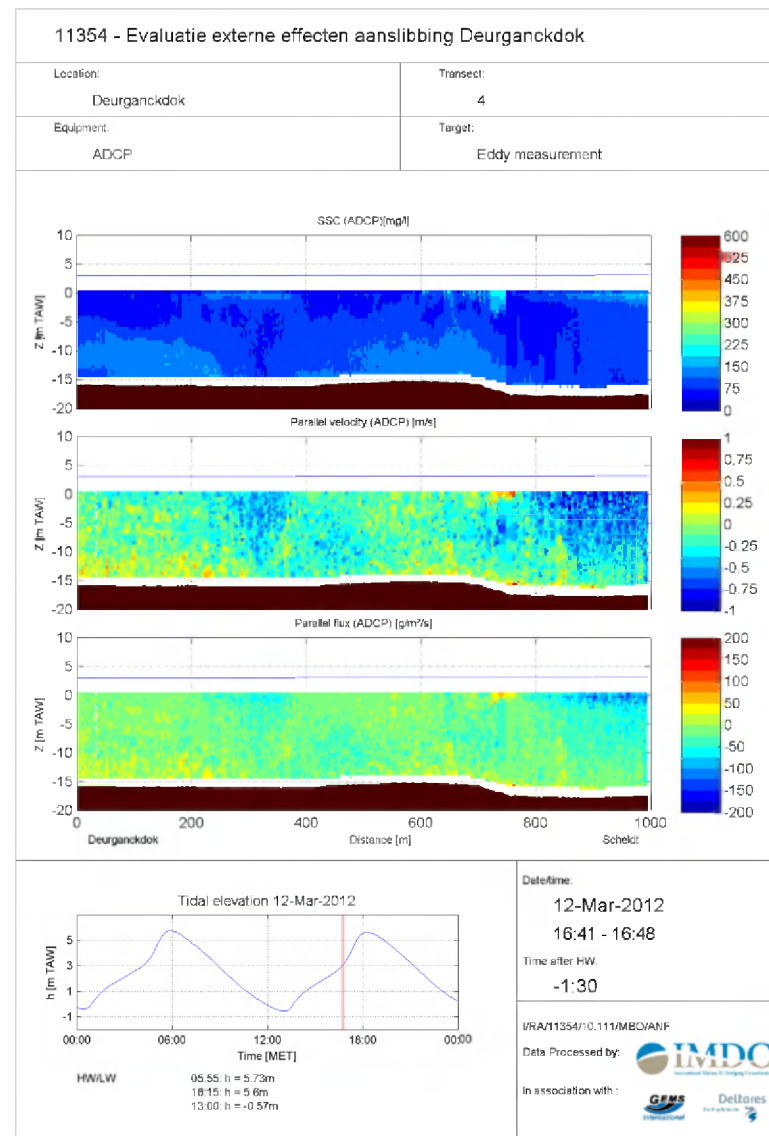 11354 - Evaluatie externe effecten aanslibbing Deurganckdok
Location:
Deurganckdok
Transect:
4
Equipment:
ADCP
Target:
Eddy measurement
SSC (ADCP)[mg/l]
10
5
0
-5
-10
-15
-20
Z [m TAW]
600
525
450
375
300
225
150
75
0
Parallel velocity (ADCP) [m/s]
10
5
0
-5
-10
-15
-20
Z [m TAW]
1
0.75
0.5
0.25
0
-0.25
-0.5
-0.75
-1
Parallel flux (ADCP) [g/m²/s]
10
5
0
-5
-10
-15
-20
Z [m TAW]
200
150
100
50
0
-50
-100
-150
-200
0 200 400 600 800 1000
Deurganckdok Distance [m] Scheldt
Tidal elevation 12-Mar-2012
h [m TAW]
5
3
1
-1
00:00 06:00 12:00 18:00 00:00
Time [MET]
HW/LW
05:55: h = 5.73m
18:15: h = 5.6m
13:00: h = -0.57m
Date/time:
12-Mar-2012
16:41 - 16:48
Time after HW:
-1:30
I/RA/11354/10.111/MBO/ANF
Data Processed by:
IMDC
In association with :
GEMS
International
Deltares